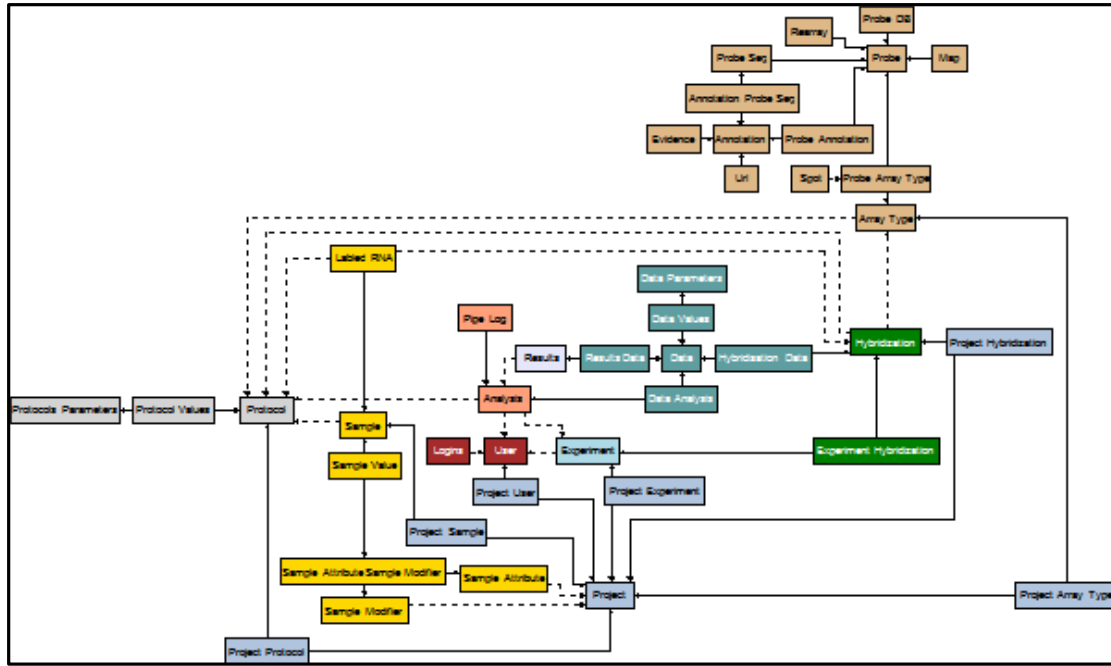 Probe DB
Rearray
Probe Seg
Probe
Map
Annotation Probe Seg
Evidence
Annotation
Probe Annotation
Url
Spot
Probe Array Type
Array Type
Labled RNA
Data Parameters
Pipe Log
Data Values
Results
Results Data
Data
Hybridization Data
Hybridization
Project Hybridization
Analysis
Data Analysis
Protocols Parameters
Protocol Values
Protocol
Sample
Logins
User
Experiment
Experiment Hybridization
Sample Value
Project User
Project Experiment
Project Sample
Sample Attribute Sample Modifier
Sample Attribute
Project
Project Array Type
Sample Modifier
Project Protocol